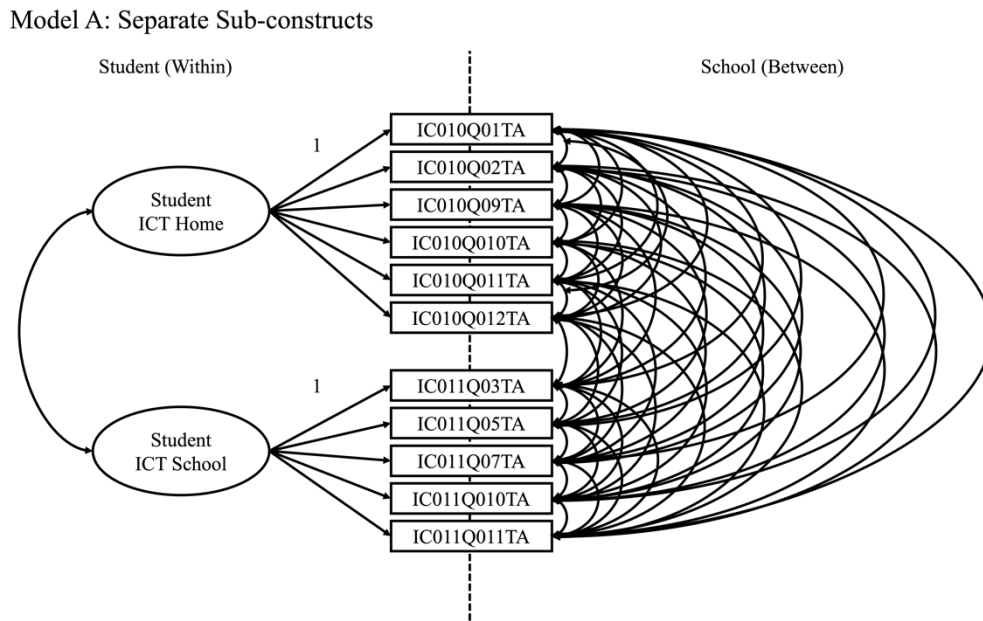 Model A: Separate Sub-constructs
Student (Within)
School (Between)
IC010Q01TA
1
IC010Q02TA
Student
ICT Home
IC010Q09TA
IC010Q010TA
IC010Q011TA
IC010Q012TA
IC011Q03TA
1
IC011Q05TA
Student
ICT School
IC011Q07TA
IC011Q010TA
IC011Q011TA